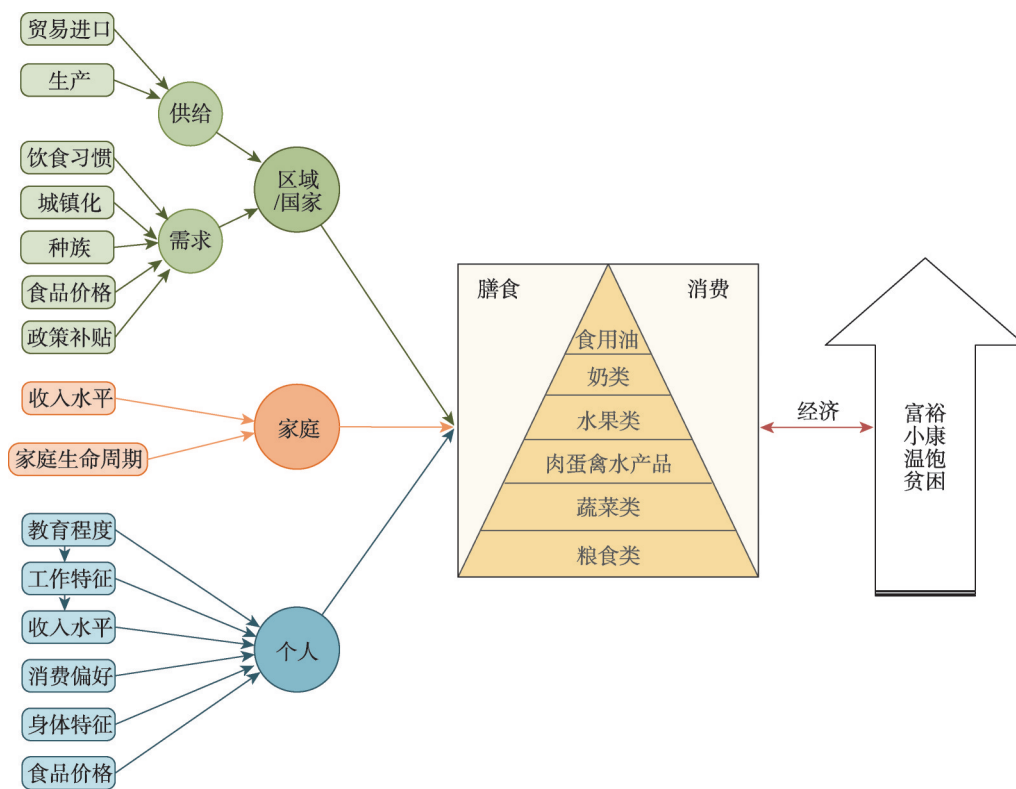 贸易进口
生产
供给
饮食习惯
城镇化
种族
食品价格
政策补贴
需求
区域
/国家
收入水平
家庭生命周期
家庭
教育程度
工作特征
收入水平
消费偏好
身体特征
食品价格
个人
膳食
消费
食用油
奶类
水果类
肉蛋禽水产品
蔬菜类
粮食类
经济
富裕
小康
温饱
贫困